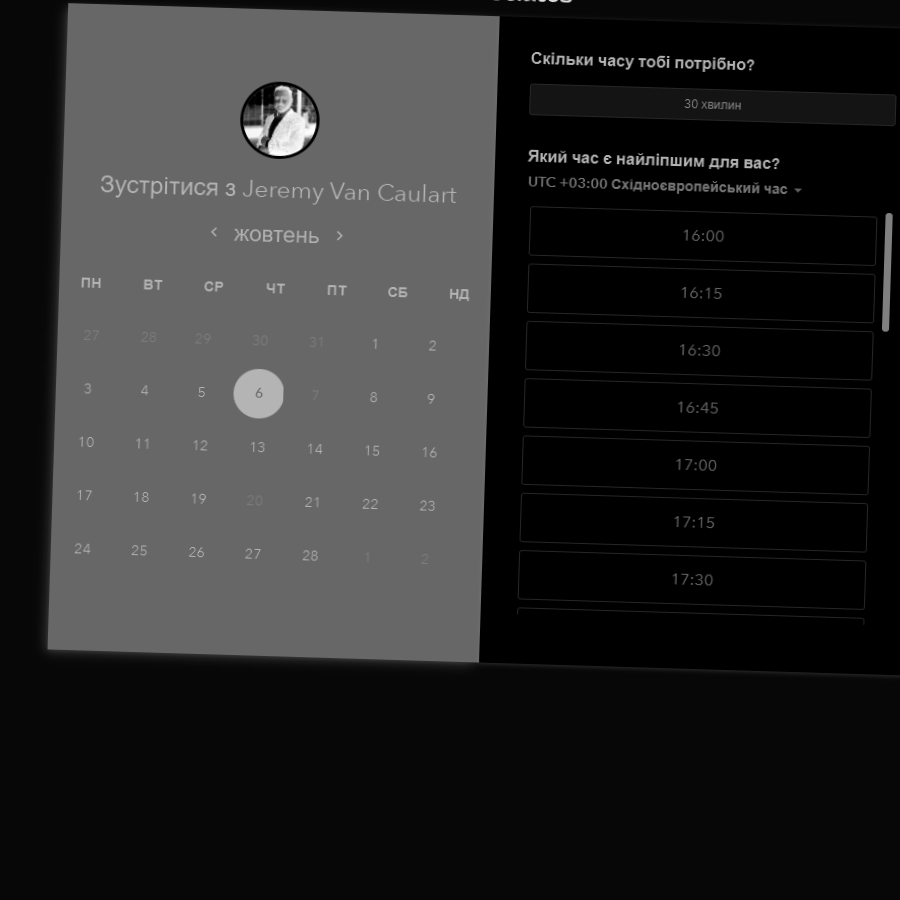 Зустрітися з Jeremy Van Caulart
жовтень
ПН ВТ СР ЧТ ПТ СБ НД
27 28 29 30 31 1 2
3 4 5 6 7 8 9
10 11 12 13 14 15 16
17 18 19 20 21 22 23
24 25 26 27 28 1 2
Скільки часу тобі потрібно?
30 хвилин
Який час є найліпшим для вас?
UTC +03:00 Східноєвропейський час
16:00
16:15
16:30
16:45
17:00
17:15
17:30